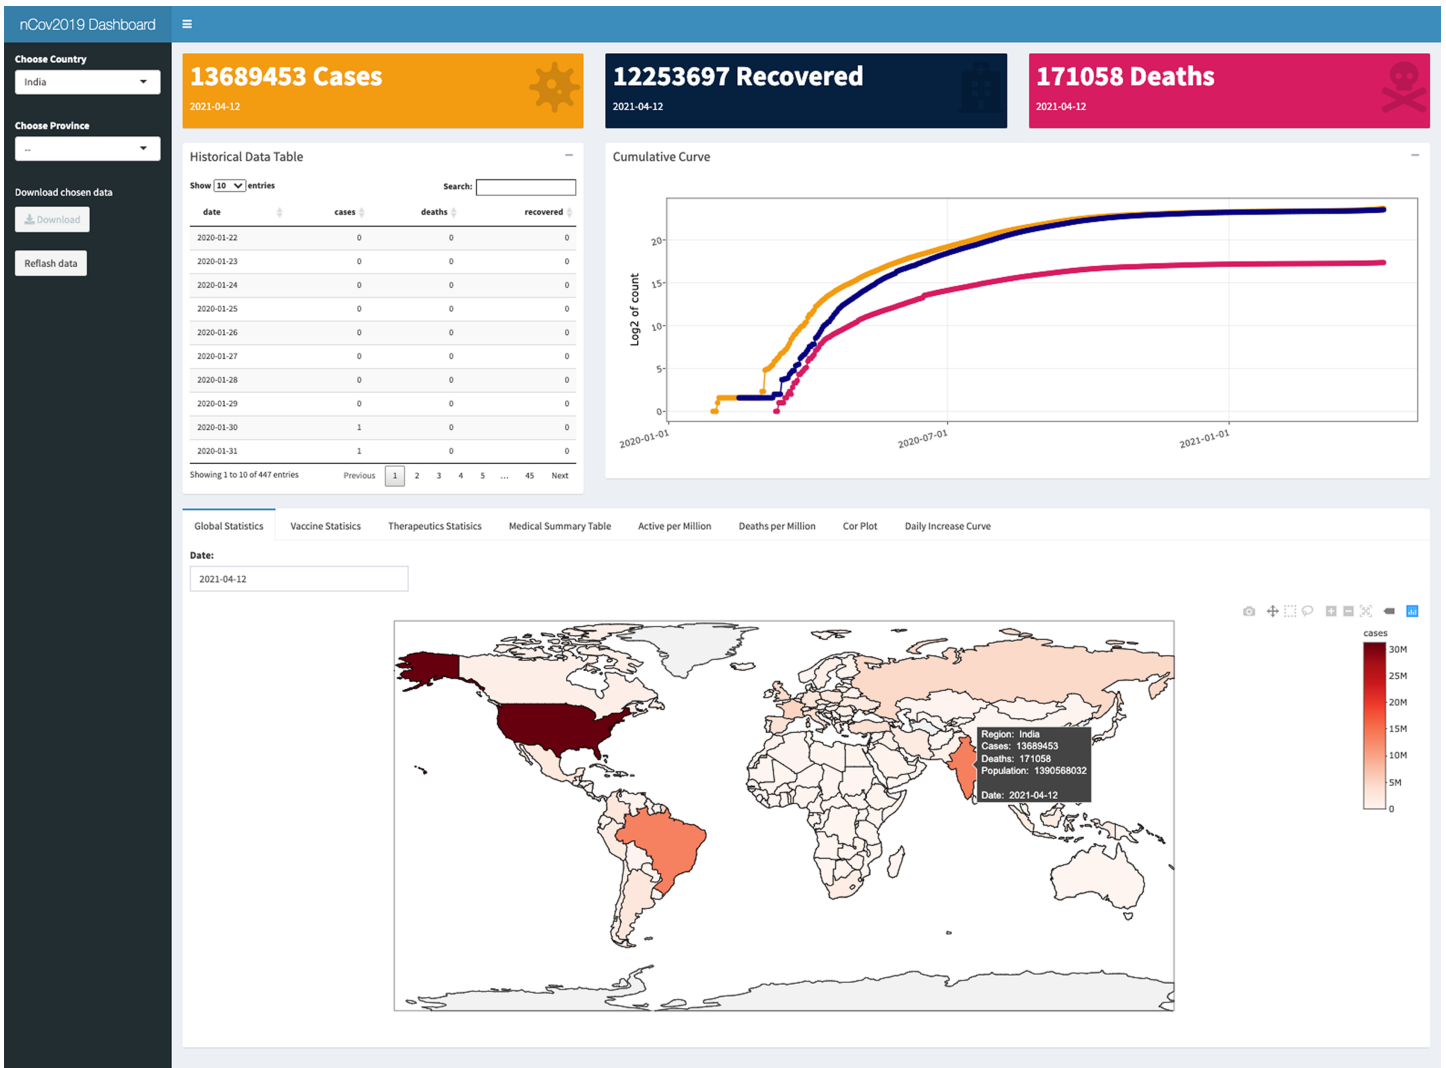 nCov2019 Dashboard
Choose Country
India
Choose Province
--
Download chosen data
Download
Reflash data
13689453 Cases
2021-04-12
12253697 Recovered
2021-04-12
171058 Deaths
2021-04-12
Historical Data Table
Show 10 entries
Search:
date cases deaths recovered
2020-01-22 0 0 0
2020-01-23 0 0 0
2020-01-24 0 0 0
2020-01-25 0 0 0
2020-01-26 0 0 0
2020-01-27 0 0 0
2020-01-28 0 0 0
2020-01-29 0 0 0
2020-01-30 1 0 0
2020-01-31 1 0 0
Showing 1 to 10 of 447 entries
Previous 1 2 3 4 5 ... 45 Next
Cumulative Curve
Log2 of count
20
15
10
5
0
2020-01-01 2020-07-01 2021-01-01
Global Statistics Vaccine Statisics Therapeutics Statisics Medical Summary Table Active per Million Deaths per Million Cor Plot Daily Increase Curve
Date:
2021-04-12
cases
30M
25M
20M
15M
10M
5M
0
Region: India
Cases: 13689453
Deaths: 171058
Population: 1390568032
Date: 2021-04-12